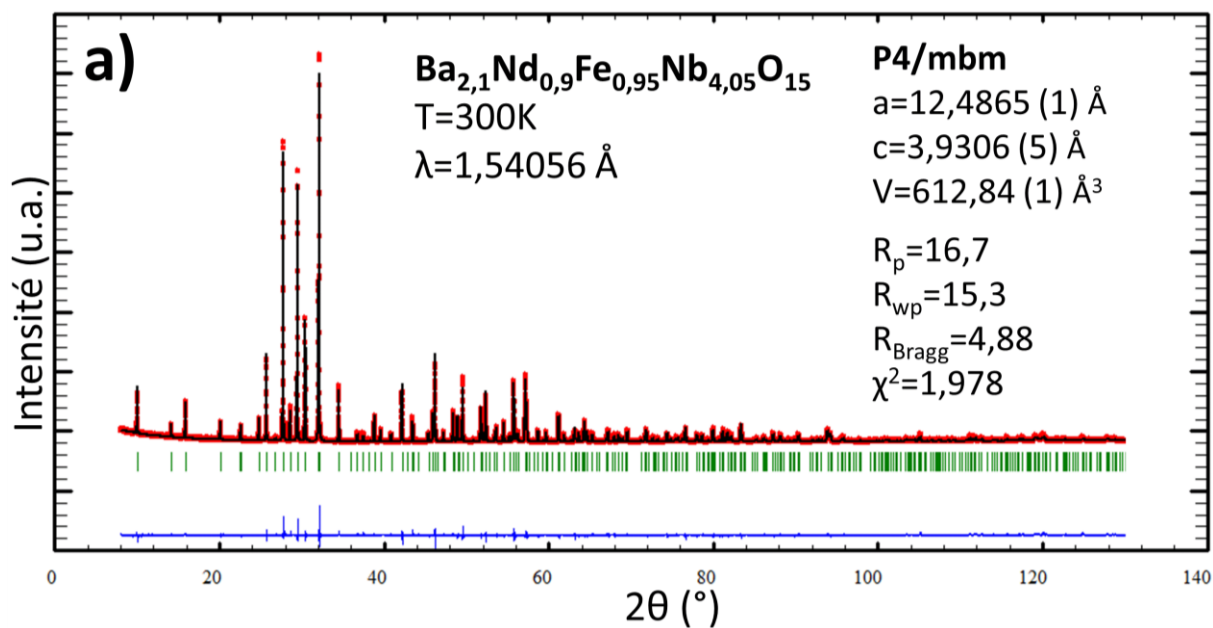 a)
Ba2,1Nd0,9Fe0,95Nb4,05O15
T=300K
λ=1,54056 Å
P4/mbm
a=12,4865 (1) Å
c=3,9306 (5) Å
V=612,84 (1) Å³
Rp=16,7
Rwp=15,3
RBragg=4,88
χ²=1,978
Intensité (u.a.)
0 20 40 60 80 100 120 140
2θ (°)